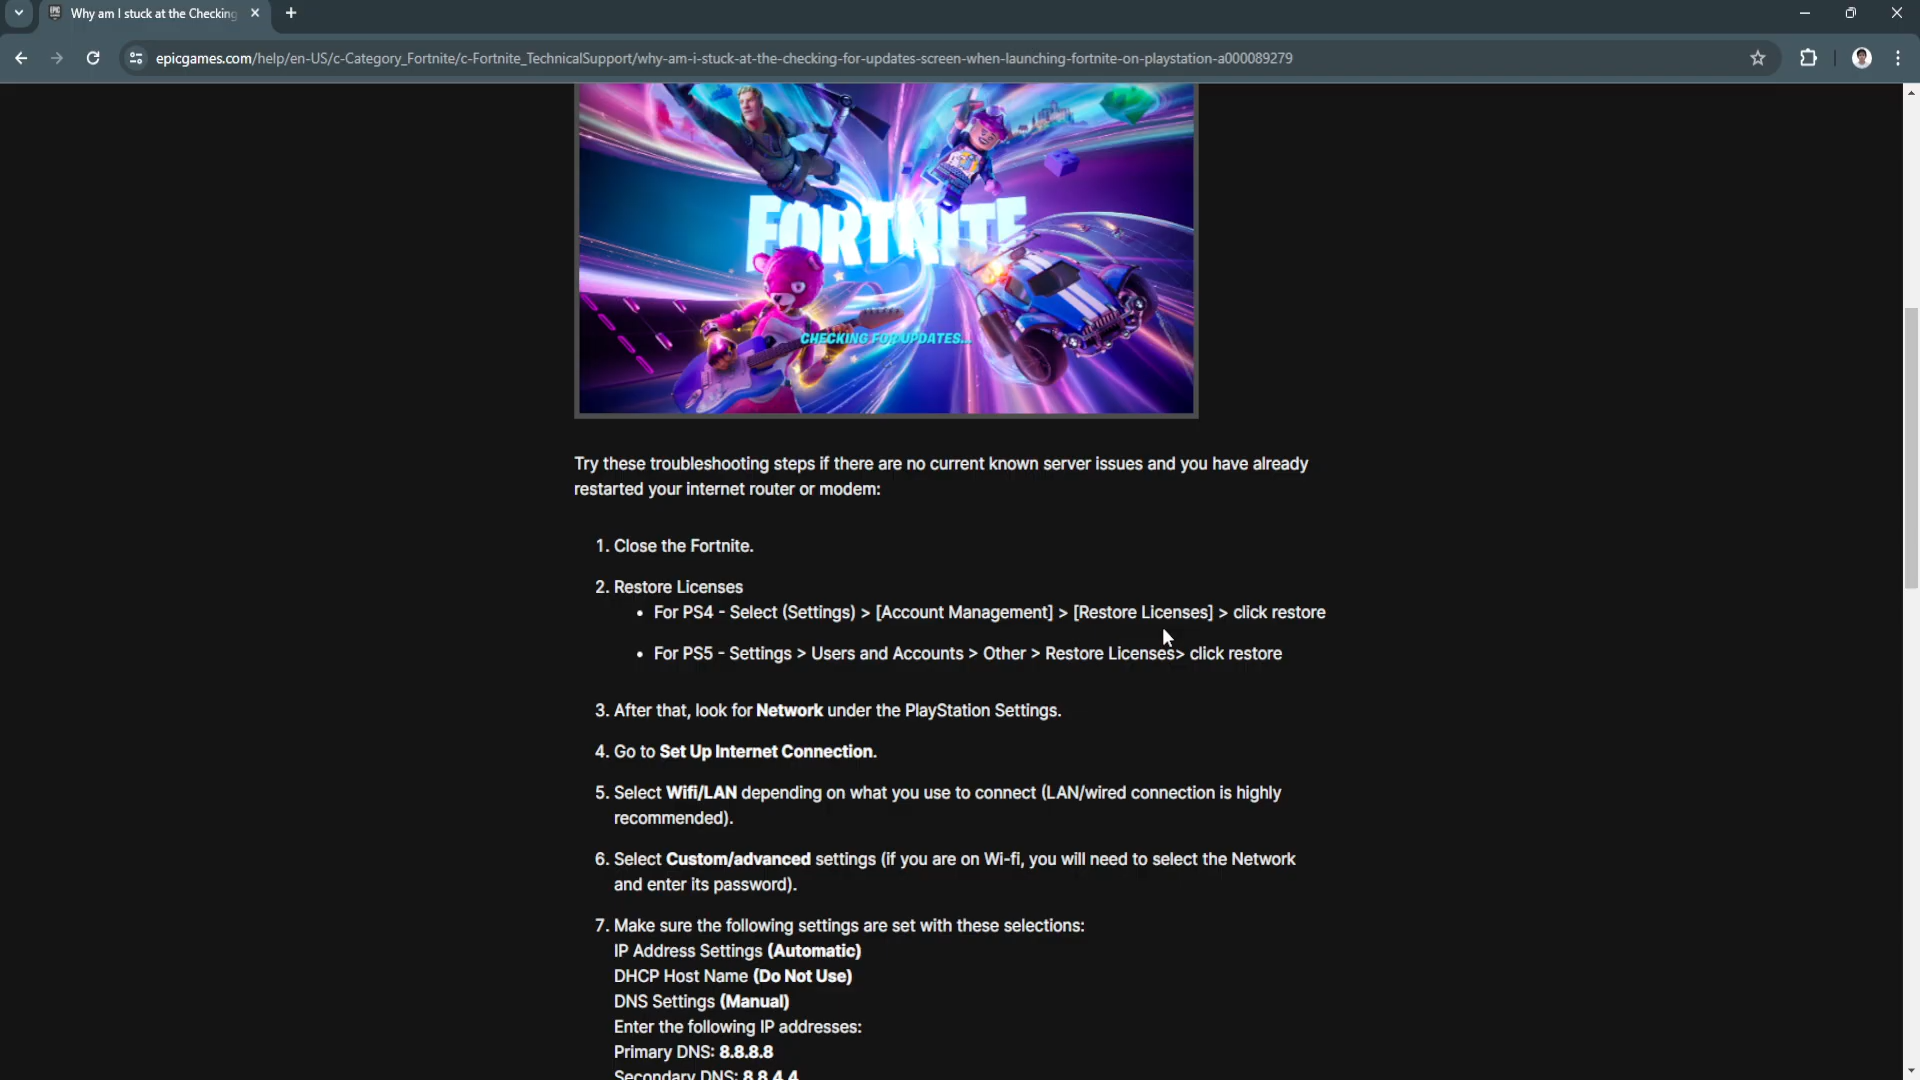 Why am I stuck at the Checking
epicgames.com/help/en-US/c-Category_Fortnite/c-Fortnite_TechnicalSupport/why-am-i-stuck-at-the-checking-for-updates-screen-when-launching-fortnite-on-playstation-a000089279
FORTNITE
CHECKING FOR UPDATES...
Try these troubleshooting steps if there are no current known server issues and you have already
restarted your internet router or modem:
1. Close the Fortnite.
2. Restore Licenses
• For PS4 - Select (Settings) > [Account Management] > [Restore Licenses] > click restore
• For PS5 - Settings > Users and Accounts > Other > Restore Licenses> click restore
3. After that, look for Network under the PlayStation Settings.
4. Go to Set Up Internet Connection.
5. Select Wifi/LAN depending on what you use to connect (LAN/wired connection is highly
recommended).
6. Select Custom/advanced settings (if you are on Wi-fi, you will need to select the Network
and enter its password).
7. Make sure the following settings are set with these selections:
IP Address Settings (Automatic)
DHCP Host Name (Do Not Use)
DNS Settings (Manual)
Enter the following IP addresses:
Primary DNS: 8.8.8.8
Secondary DNS: 8.8.4.4